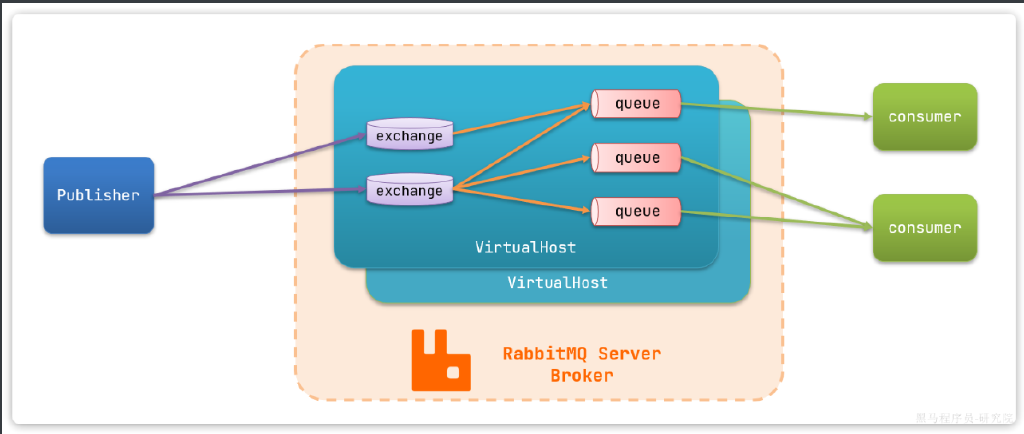 Publisher
exchange
exchange
queue
queue
queue
VirtualHost
VirtualHost
RabbitMQ Server
Broker
consumer
consumer
黑马程序员-研究院